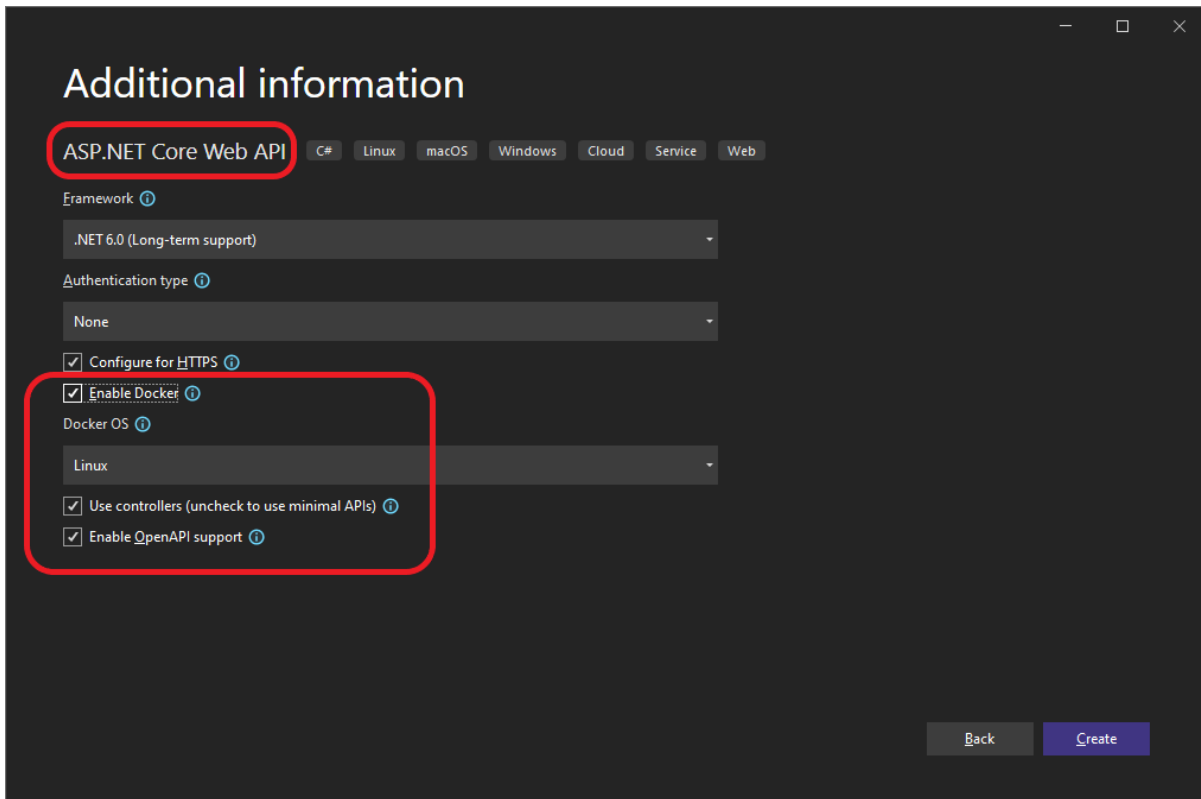 Additional information
ASP.NET Core Web API C# Linux macOS Windows Cloud Service Web
Framework
.NET 6.0 (Long-term support)
Authentication type
None
Configure for HTTPS
Enable Docker
Docker OS
Linux
Use controllers (uncheck to use minimal APIs)
Enable OpenAPI support
Back Create